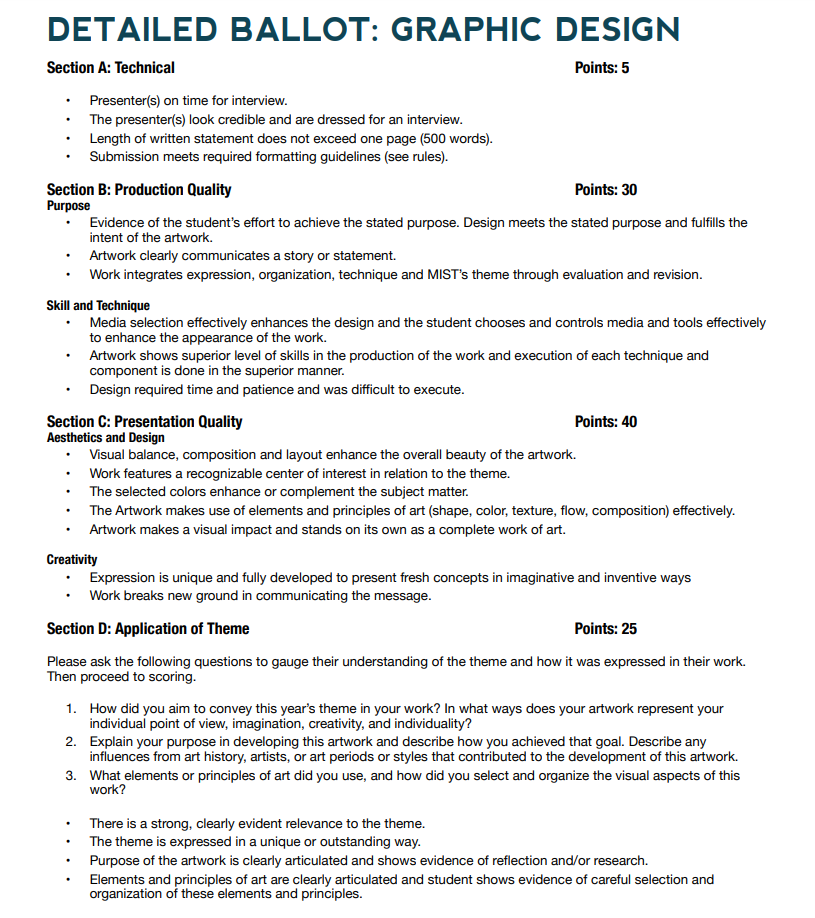 DETAILED BALLOT: GRAPHIC DESIGN
Section A: Technical Points: 5
• Presenter(s) on time for interview.
• The presenter(s) look credible and are dressed for an interview.
• Length of written statement does not exceed one page (500 words).
• Submission meets required formatting guidelines (see rules).
Section B: Production Quality Points: 30
Purpose
• Evidence of the student's effort to achieve the stated purpose. Design meets the stated purpose and fulfills the
intent of the artwork.
• Artwork clearly communicates a story or statement.
• Work integrates expression, organization, technique and MIST's theme through evaluation and revision.
Skill and Technique
• Media selection effectively enhances the design and the student chooses and controls media and tools effectively
to enhance the appearance of the work.
• Artwork shows superior level of skills in the production of the work and execution of each technique and
component is done in the superior manner.
• Design required time and patience and was difficult to execute.
Section C: Presentation Quality Points: 40
Aesthetics and Design
• Visual balance, composition and layout enhance the overall beauty of the artwork.
• Work features a recognizable center of interest in relation to the theme.
• The selected colors enhance or complement the subject matter.
• The Artwork makes use of elements and principles of art (shape, color, texture, flow, composition) effectively.
• Artwork makes a visual impact and stands on its own as a complete work of art.
Creativity
• Expression is unique and fully developed to present fresh concepts in imaginative and inventive ways
• Work breaks new ground in communicating the message.
Section D: Application of Theme Points: 25
Please ask the following questions to gauge their understanding of the theme and how it was expressed in their work.
Then proceed to scoring.
1. How did you aim to convey this year's theme in your work? In what ways does your artwork represent your
individual point of view, imagination, creativity, and individuality?
2. Explain your purpose in developing this artwork and describe how you achieved that goal. Describe any
influences from art history, artists, or art periods or styles that contributed to the development of this artwork.
3. What elements or principles of art did you use, and how did you select and organize the visual aspects of this
work?
• There is a strong, clearly evident relevance to the theme.
• The theme is expressed in a unique or outstanding way.
• Purpose of the artwork is clearly articulated and shows evidence of reflection and/or research.
• Elements and principles of art are clearly articulated and student shows evidence of careful selection and
organization of these elements and principles.